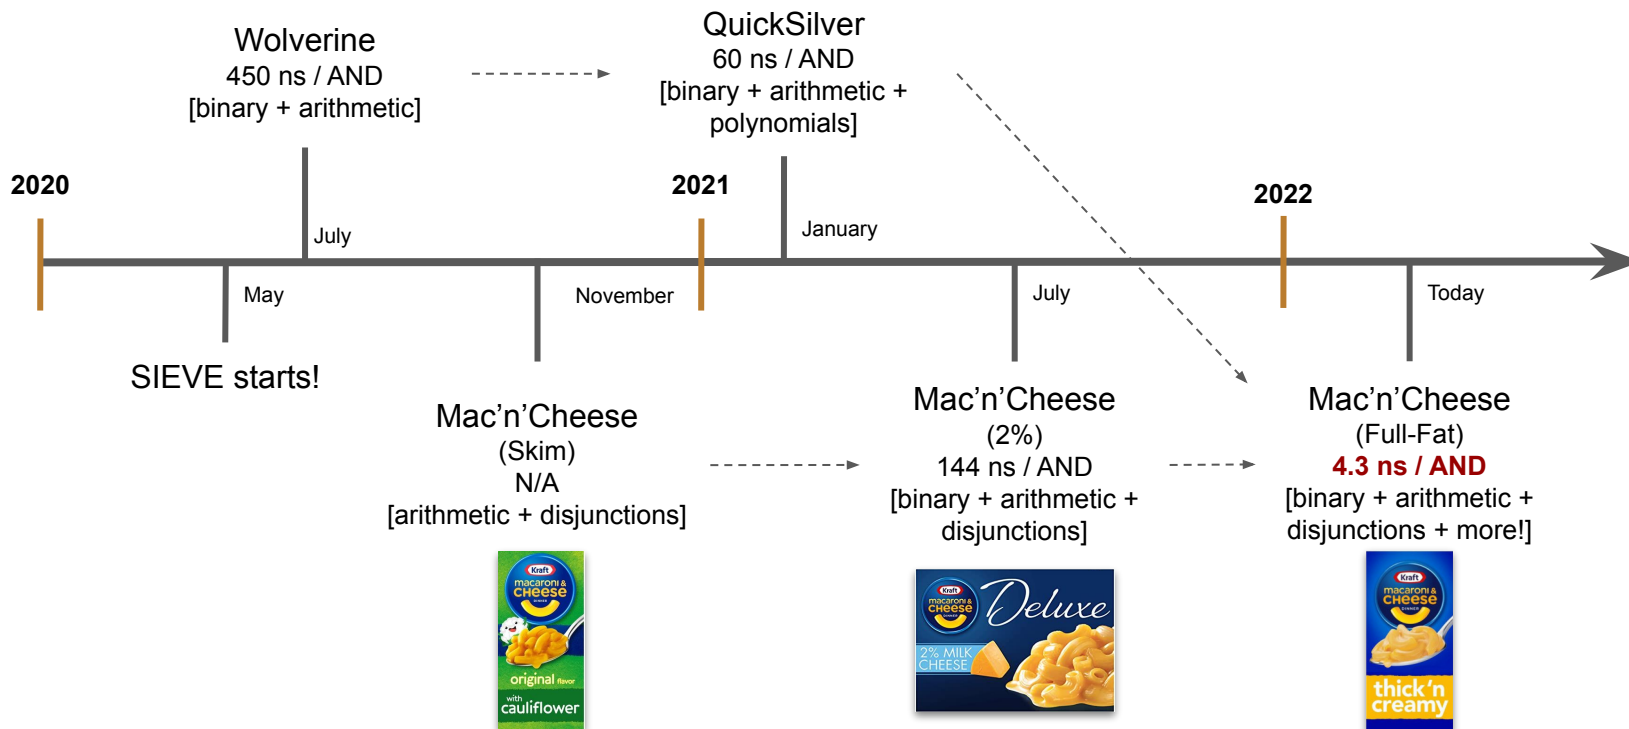 Wolverine
450 ns / AND
[binary + arithmetic]
QuickSilver
60 ns / AND
[binary + arithmetic +
polynomials]
2020
2021
2022
July
January
May
November
July
Today
SIEVE starts!
Mac’n’Cheese
(Skim)
N/A
[arithmetic + disjunctions]
Mac’n’Cheese
(2%)
144 ns / AND
[binary + arithmetic +
disjunctions]
Mac’n’Cheese
(Full-Fat)
4.3 ns / AND
[binary + arithmetic +
disjunctions + more!]
Kraft
macaroni &
CHEESE
DINNER
original flavor
with
cauliflower
Kraft
macaroni &
CHEESE
DINNER
Deluxe
2% MILK
CHEESE
Kraft
macaroni &
CHEESE
DINNER
thick ’n
creamy